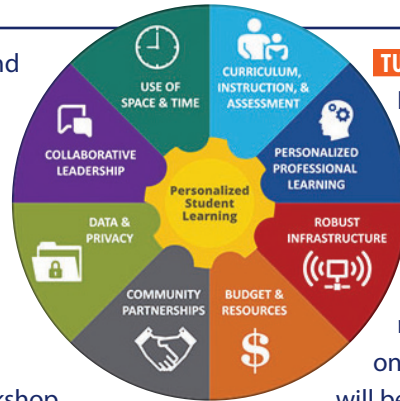 nd
TU
USE OF
SPACE & TIME
CURRICULUM,
INSTRUCTION, &
ASSESSMENT
COLLABORATIVE
LEADERSHIP
PERSONALIZED
PROFESSIONAL
LEARNING
Personalized
Student
Learning
DATA &
PRIVACY
ROBUST
INFRASTRUCTURE
COMMUNITY
PARTNERSHIPS
BUDGET &
RESOURCES
$
on
kshop
will be